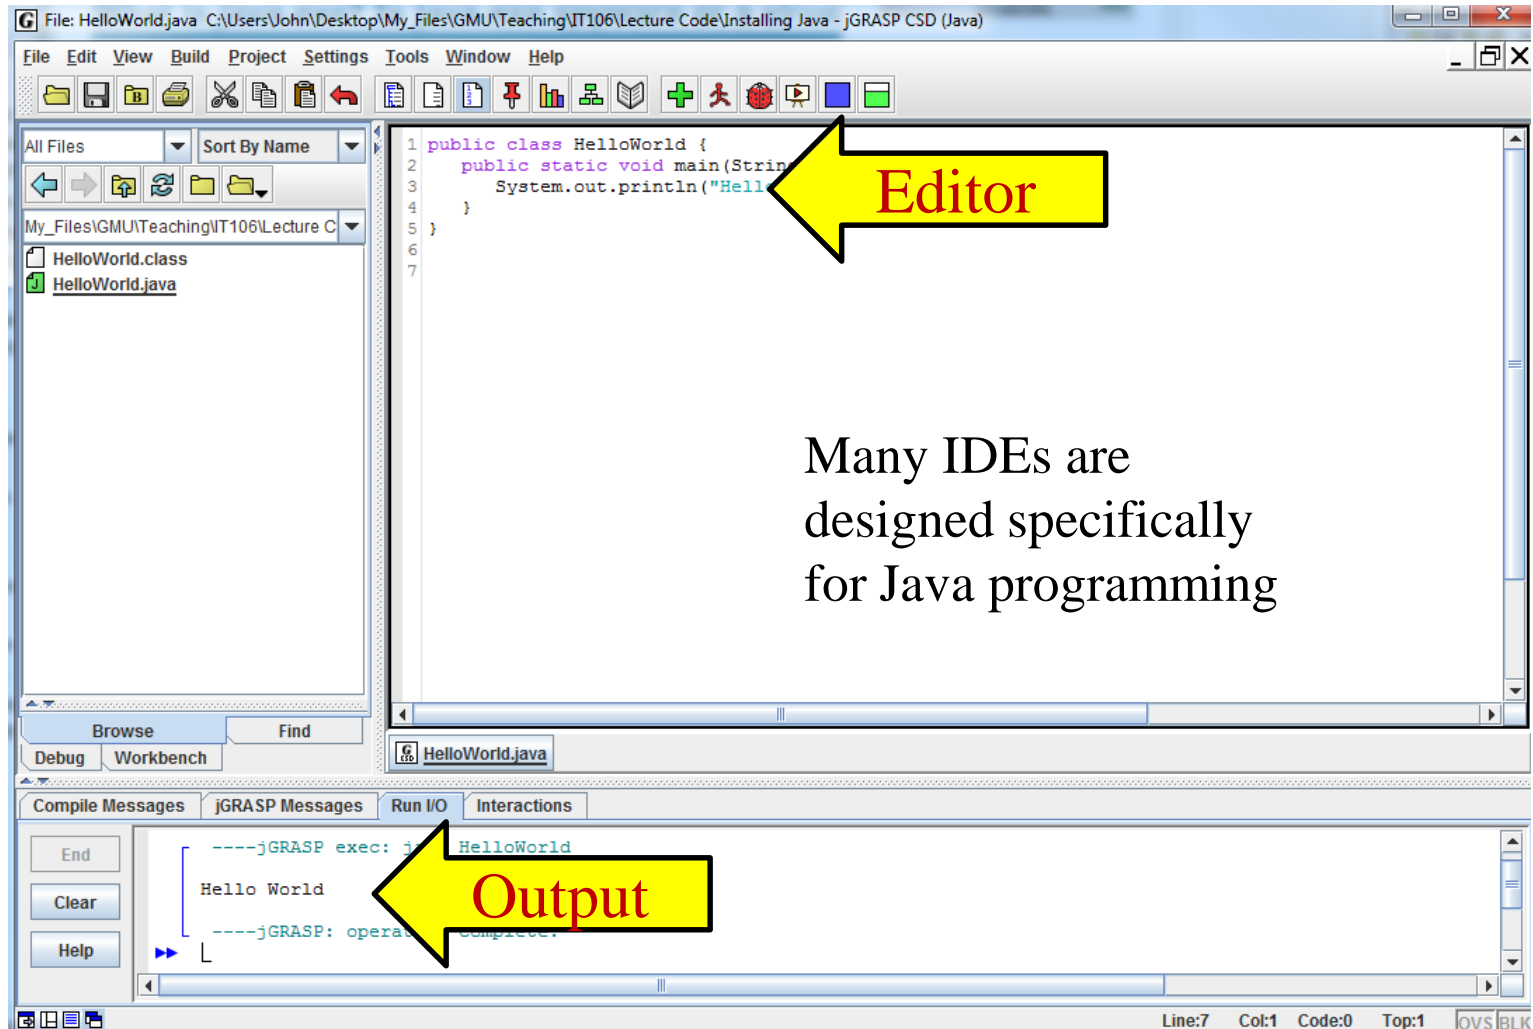 File: HelloWorld.java C:\Users\John\Desktop\My_Files\GMU\Teaching\IT106\Lecture Code\Installing Java - jGRASP CSD (Java)
File Edit View Build Project Settings Tools Window Help
All Files Sort By Name
My_Files\GMU\Teaching\IT106\Lecture C
HelloWorld.class
HelloWorld.java
Browse Find
Debug Workbench
1 public class HelloWorld {
2 public static void main(Strin
3 System.out.println("Hell
4 }
5 }
6
7
Editor
Many IDEs are
designed specifically
for Java programming
HelloWorld.java
Compile Messages jGRASP Messages Run I/O Interactions
End
Clear
Help
----jGRASP exec: j HelloWorld
Hello World
----jGRASP: opera complete.
Output
Line:7 Col:1 Code:0 Top:1 OVS BLK